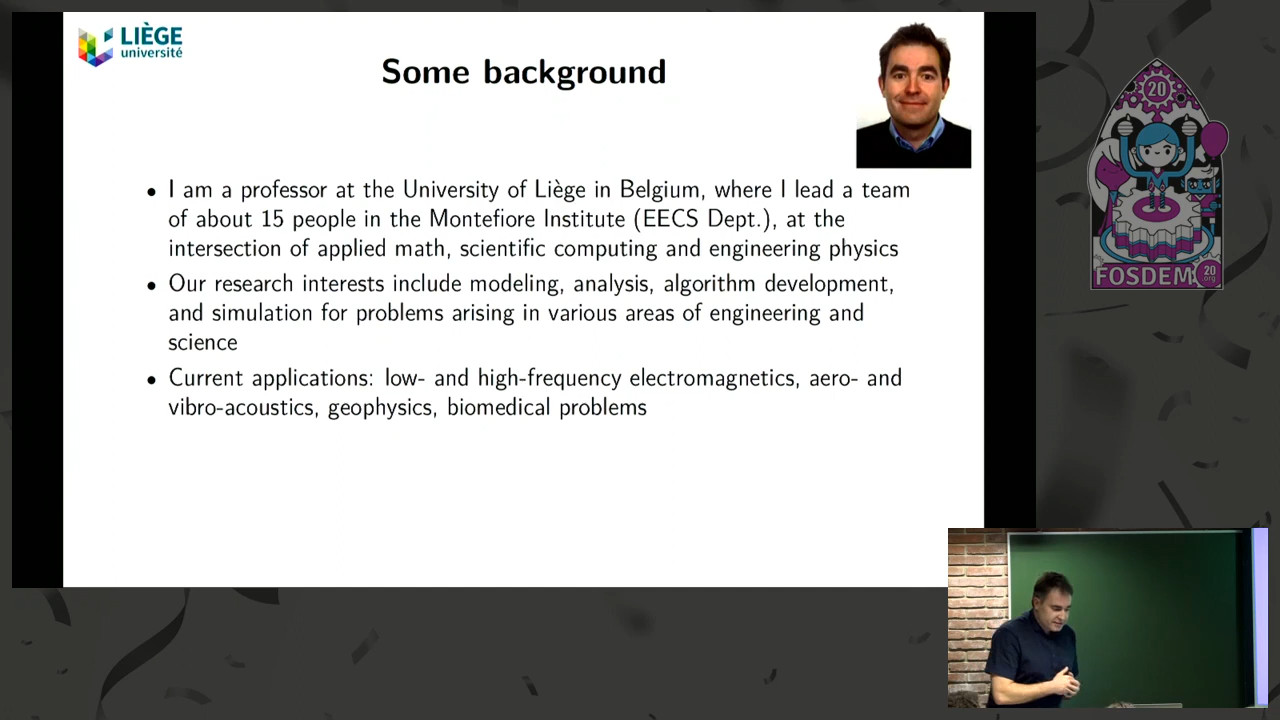 LIÈGE
université
Some background
• I am a professor at the University of Liège in Belgium, where I lead a team
of about 15 people in the Montefiore Institute (EECS Dept.), at the
intersection of applied math, scientific computing and engineering physics
• Our research interests include modeling, analysis, algorithm development,
and simulation for problems arising in various areas of engineering and
science
• Current applications: low- and high-frequency electromagnetics, aero- and
vibro-acoustics, geophysics, biomedical problems
20
FOSDEM
20
.org